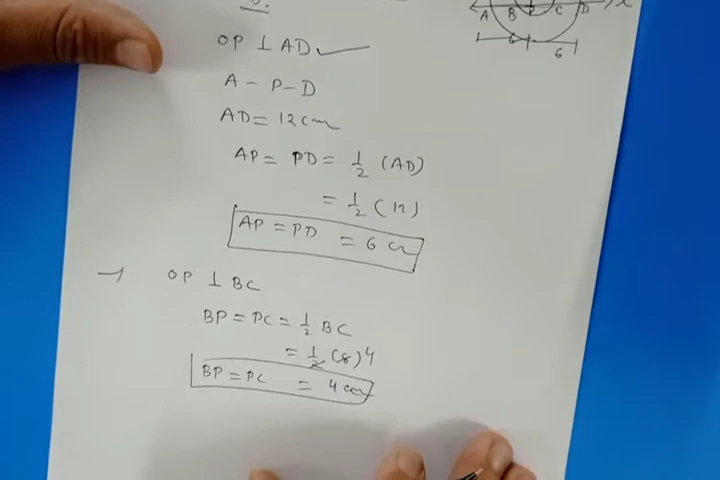 A B P C D
6 6
OP ⊥ AD ✓
A - P - D
AD = 12 cm
AP = PD = 1/2 (AD)
= 1/2 (12)
AP = PD = 6 cm
→ OP ⊥ BC
BP = PC = 1/2 BC
= 1/2 (8) 4
BP = PC = 4 cm